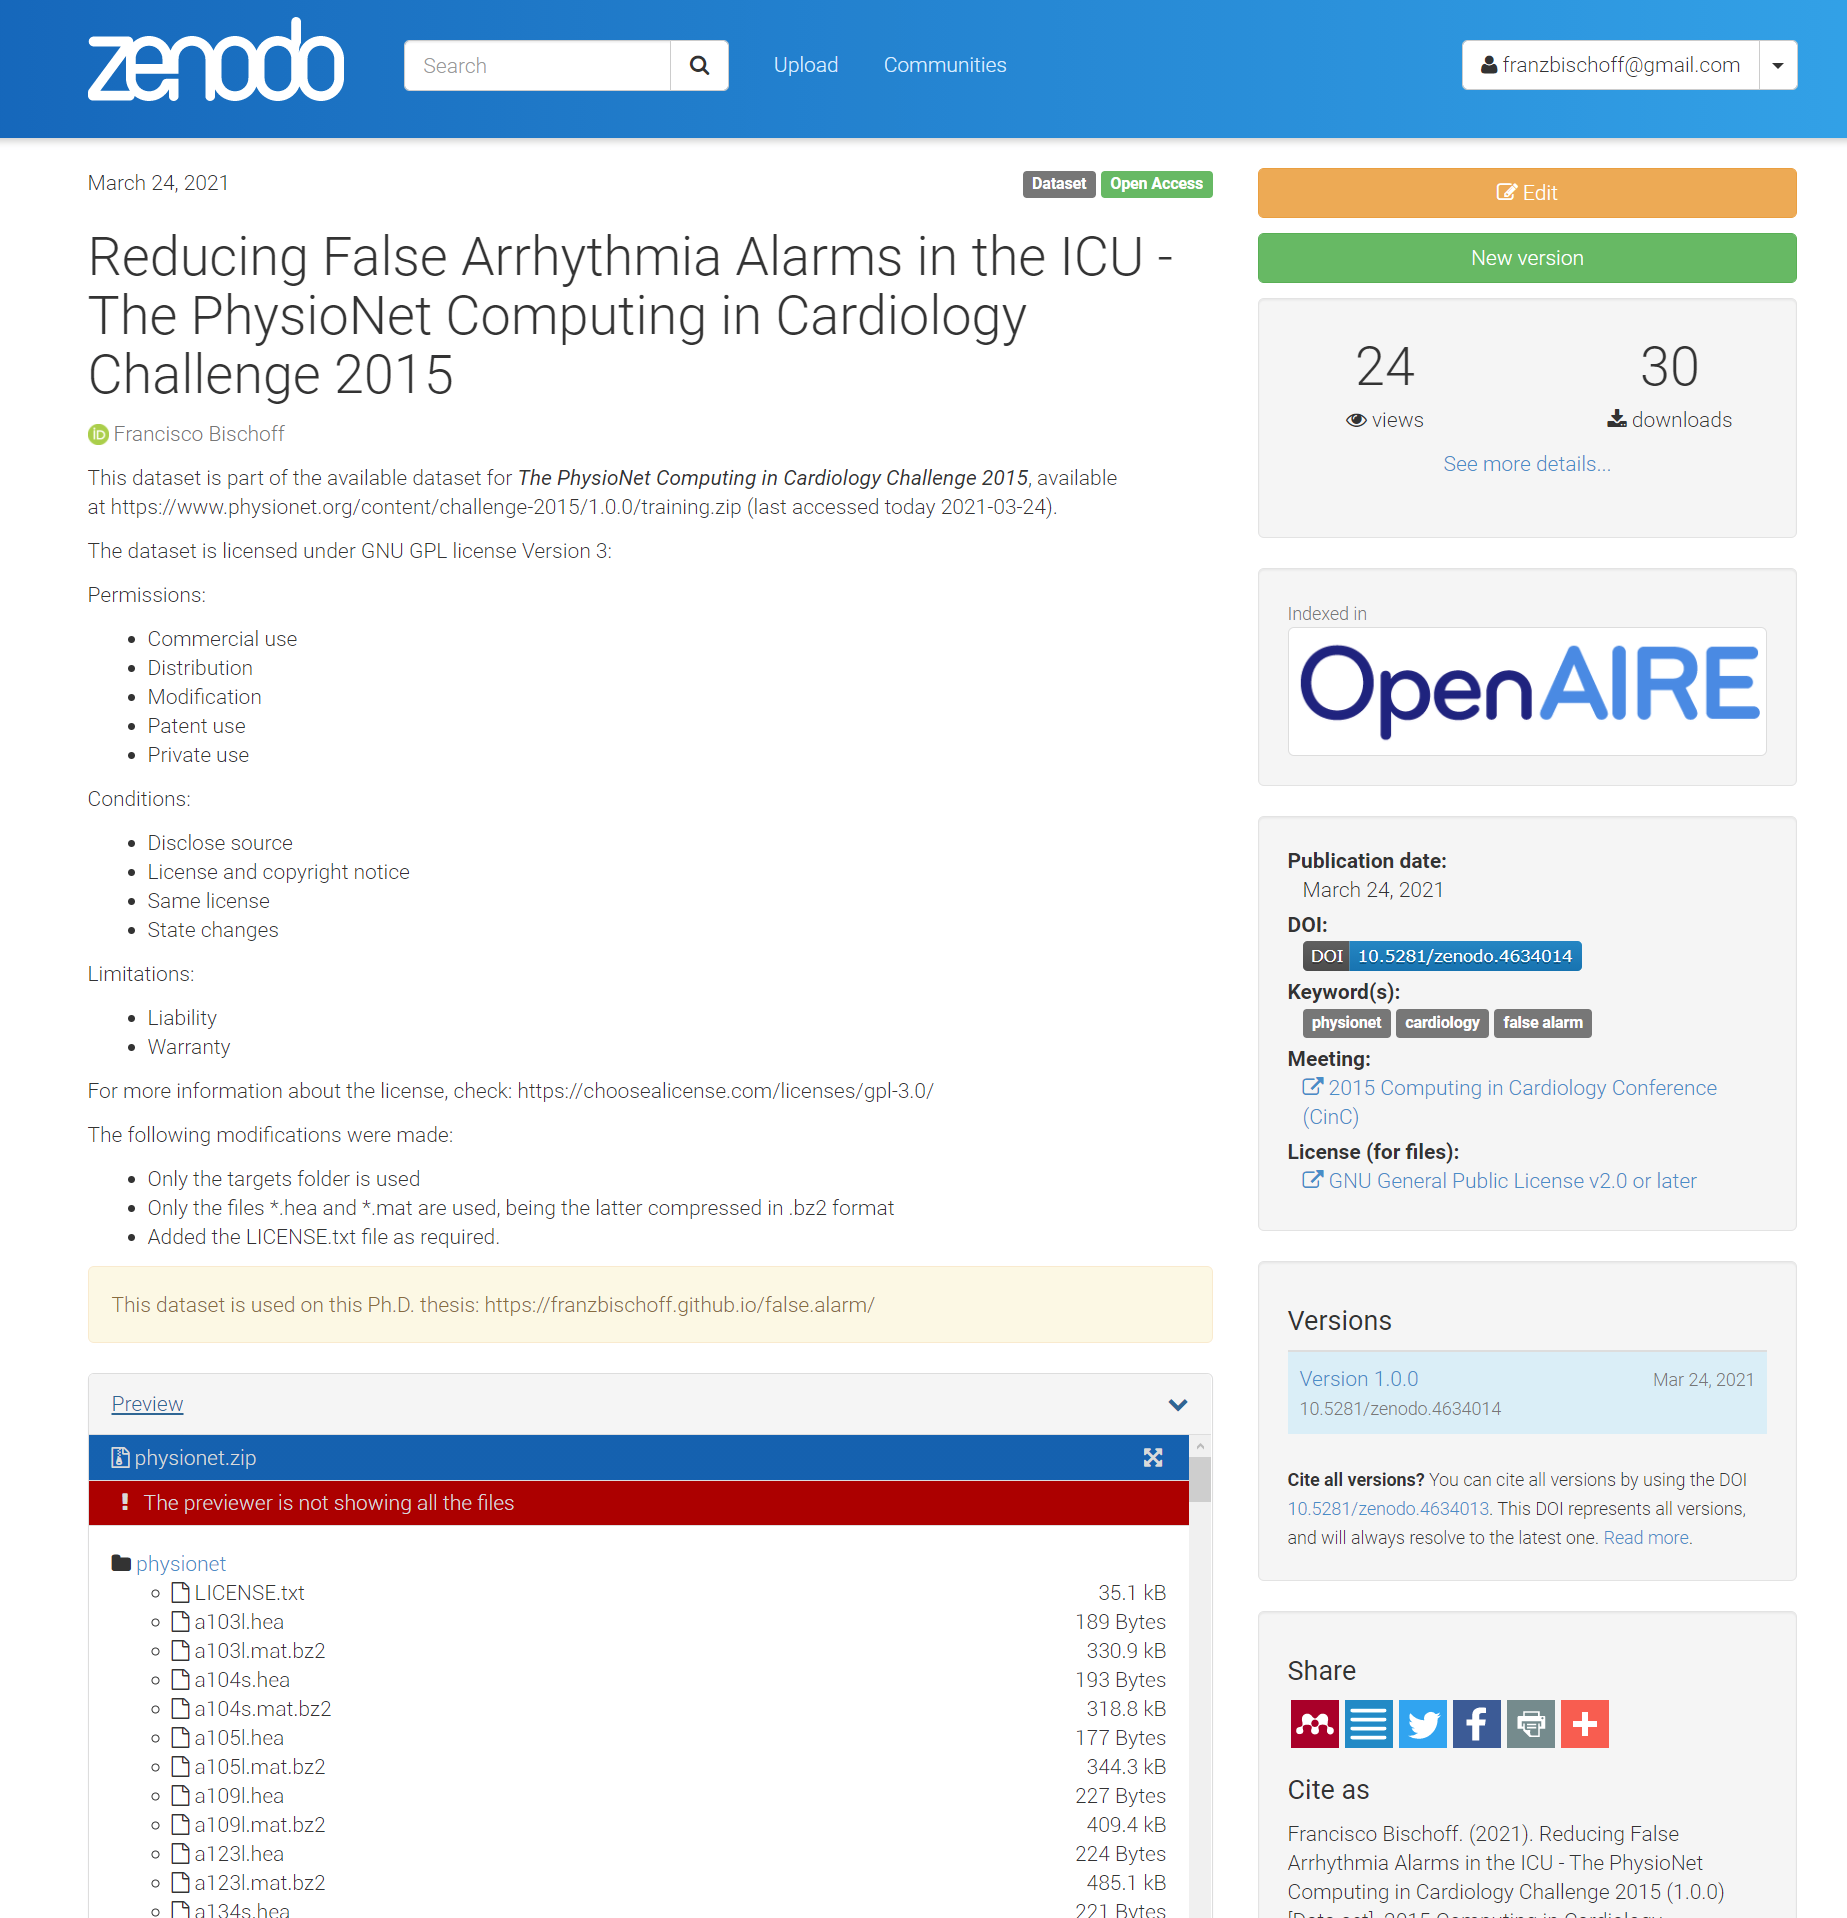 zenodo
Search
Upload
Communities
franzbischoff@gmail.com
March 24, 2021
Dataset
Open Access
Reducing False Arrhythmia Alarms in the ICU -
The PhysioNet Computing in Cardiology
Challenge 2015
iD Francisco Bischoff
This dataset is part of the available dataset for The PhysioNet Computing in Cardiology Challenge 2015, available
at https://www.physionet.org/content/challenge-2015/1.0.0/training.zip (last accessed today 2021-03-24).
The dataset is licensed under GNU GPL license Version 3:
Permissions:
Commercial use
Distribution
Modification
Patent use
Private use
Conditions:
Disclose source
License and copyright notice
Same license
State changes
Limitations:
Liability
Warranty
For more information about the license, check: https://choosealicense.com/licenses/gpl-3.0/
The following modifications were made:
Only the targets folder is used
Only the files *.hea and *.mat are used, being the latter compressed in .bz2 format
Added the LICENSE.txt file as required.
This dataset is used on this Ph.D. thesis: https://franzbischoff.github.io/false.alarm/
Preview
physionet.zip
! The previewer is not showing all the files
physionet
LICENSE.txt 35.1 kB
a103l.hea 189 Bytes
a103l.mat.bz2 330.9 kB
a104s.hea 193 Bytes
a104s.mat.bz2 318.8 kB
a105l.hea 177 Bytes
a105l.mat.bz2 344.3 kB
a109l.hea 227 Bytes
a109l.mat.bz2 409.4 kB
a123l.hea 224 Bytes
a123l.mat.bz2 485.1 kB
a134s.hea 221 Bytes
Edit
New version
24 30
views downloads
See more details...
Indexed in
OpenAIRE
Publication date:
March 24, 2021
DOI:
DOI 10.5281/zenodo.4634014
Keyword(s):
physionet cardiology false alarm
Meeting:
2015 Computing in Cardiology Conference
(CinC)
License (for files):
GNU General Public License v2.0 or later
Versions
Version 1.0.0 Mar 24, 2021
10.5281/zenodo.4634014
Cite all versions? You can cite all versions by using the DOI
10.5281/zenodo.4634013. This DOI represents all versions,
and will always resolve to the latest one. Read more.
Share
Cite as
Francisco Bischoff. (2021). Reducing False
Arrhythmia Alarms in the ICU - The PhysioNet
Computing in Cardiology Challenge 2015 (1.0.0)
[Data set]. 2015 Computing in Cardiology